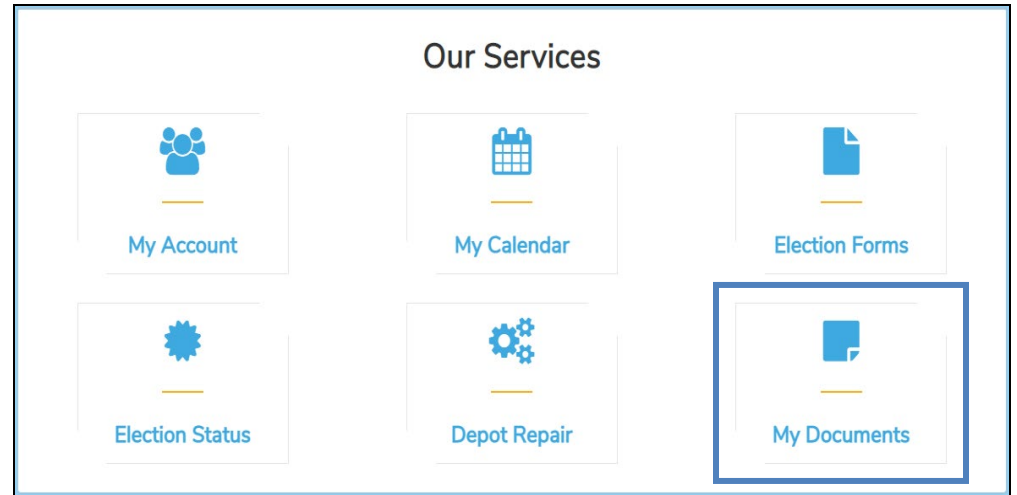 Our Services
My Account
My Calendar
Election Forms
Election Status
Depot Repair
My Documents